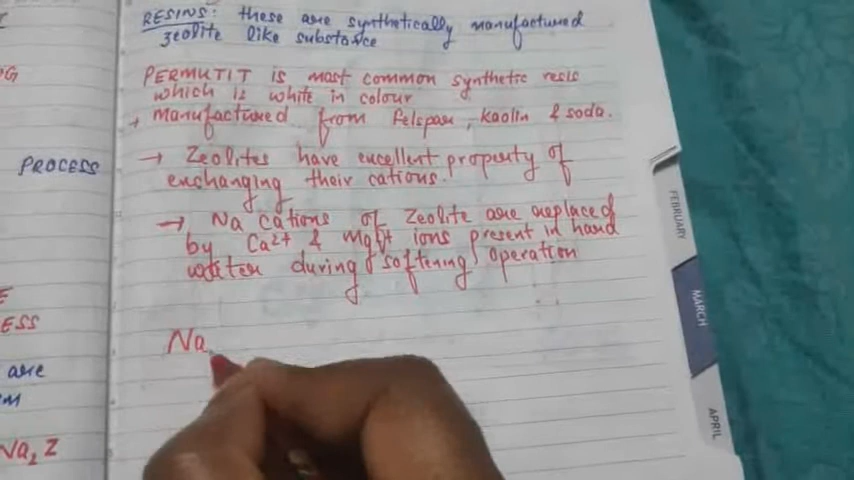 RESINS: these are synthetically manufactured
zeolite like substance
PERMUTIT is most common synthetic resin
which is white in colour
→ Manufactured from Felspar, Kaolin & soda.
→ Zeolites have excellent property of
exchanging their cations.
→ Na cations of Zeolite are replaced
by Ca2+ & Mg2+ ions present in hard
water during softening operation
Na
OG
PROCESS
E
ESS
are
M
Na2 Z
FEBRUARY
MARCH
APRIL